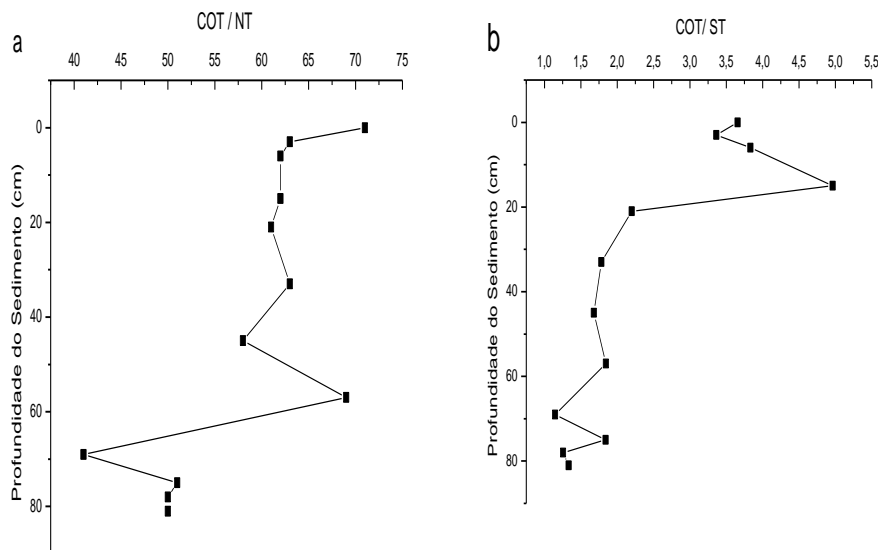 a
COT / NT
40 45 50 55 60 65 70 75
0
20
40
60
80
Profundidade do Sedimento (cm)
b
COT/ ST
1,0 1,5 2,0 2,5 3,0 3,5 4,0 4,5 5,0 5,5
0
20
40
60
80
Profundidade do Sedimento (cm)